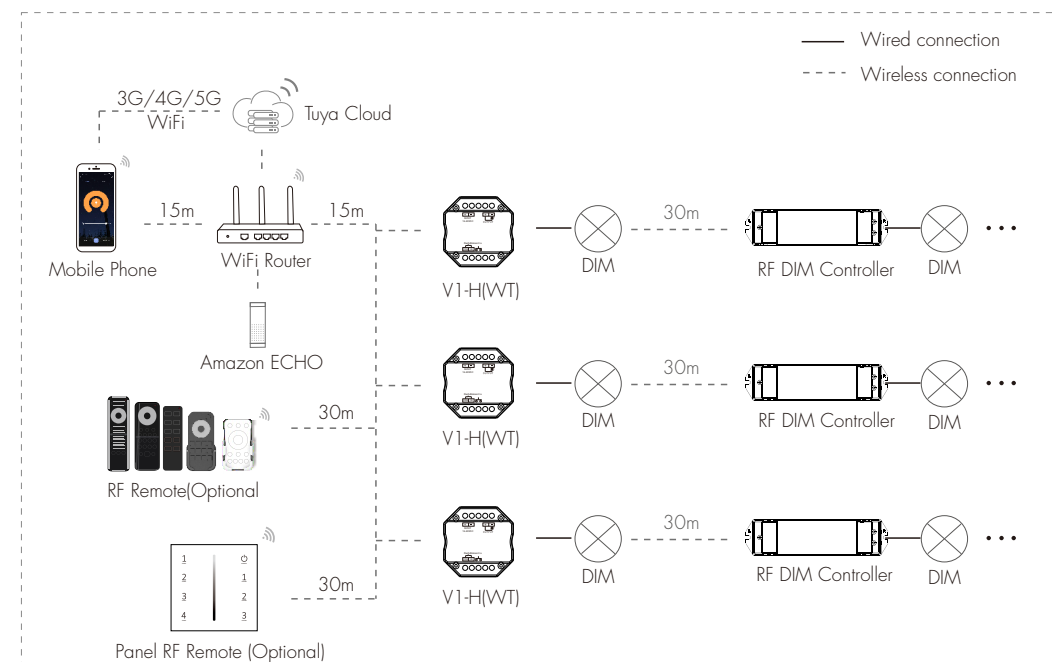 Wired connection
Wireless connection
3G/4G/5G
WiFi
Tuya Cloud
15m
15m
Mobile Phone
WiFi Router
V1-H(WT)
DIM
30m
RF DIM Controller
DIM
...
Amazon ECHO
V1-H(WT)
DIM
30m
RF DIM Controller
DIM
...
30m
RF Remote(Optional
V1-H(WT)
DIM
30m
RF DIM Controller
DIM
...
30m
1
2
3
4
1
2
3
Panel RF Remote (Optional)